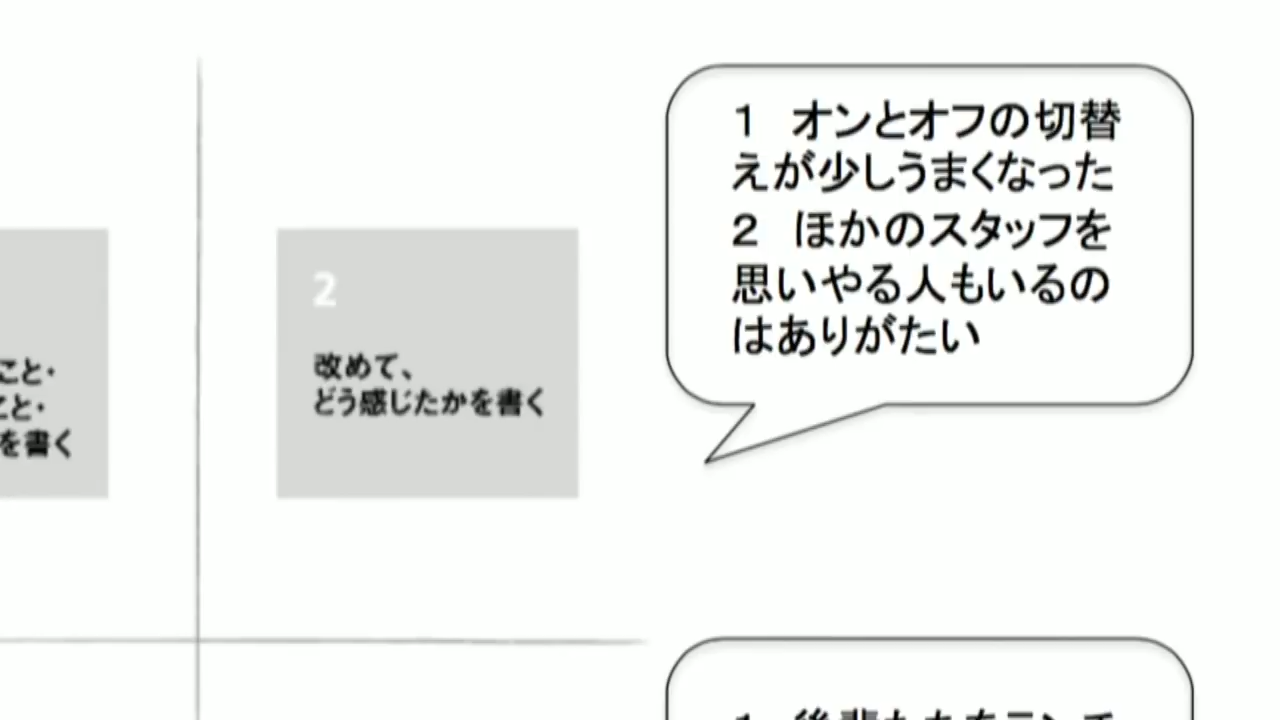 1　オンとオフの切替
えが少しうまくなった
2　ほかのスタッフを
思いやる人もいるの
はありがたい
2
改めて、
どう感じたかを書く
こと・
こと・
を書く